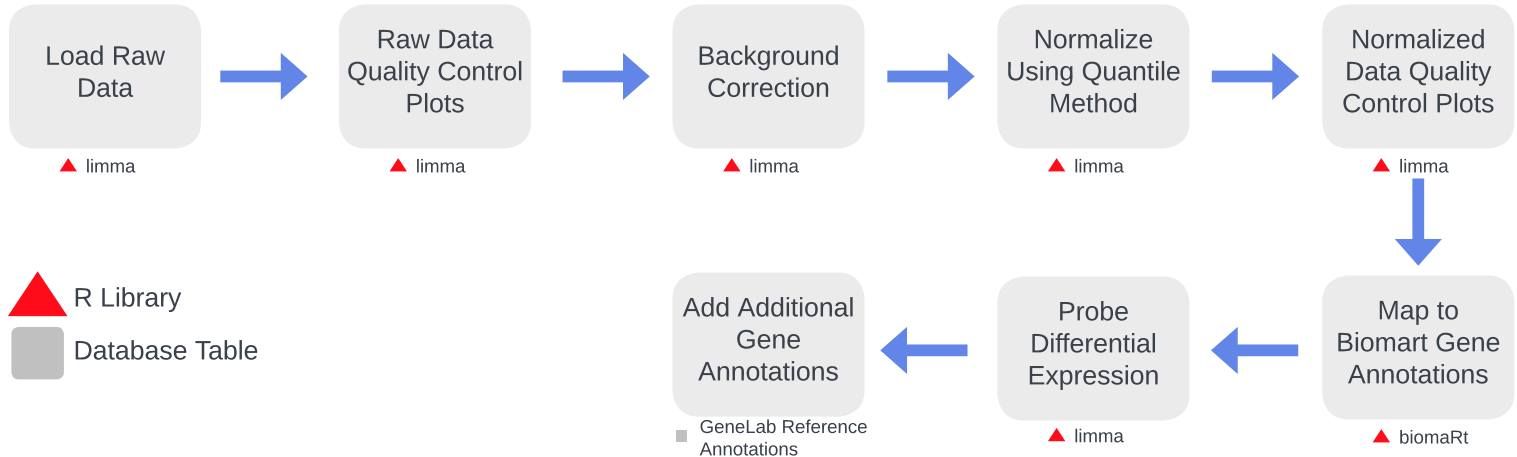 Load Raw
Data
limma
Raw Data
Quality Control
Plots
limma
Background
Correction
limma
Normalize
Using Quantile
Method
limma
Normalized
Data Quality
Control Plots
limma
Map to
Biomart Gene
Annotations
biomaRt
Probe
Differential
Expression
limma
Add Additional
Gene
Annotations
GeneLab Reference
Annotations
R Library
Database Table